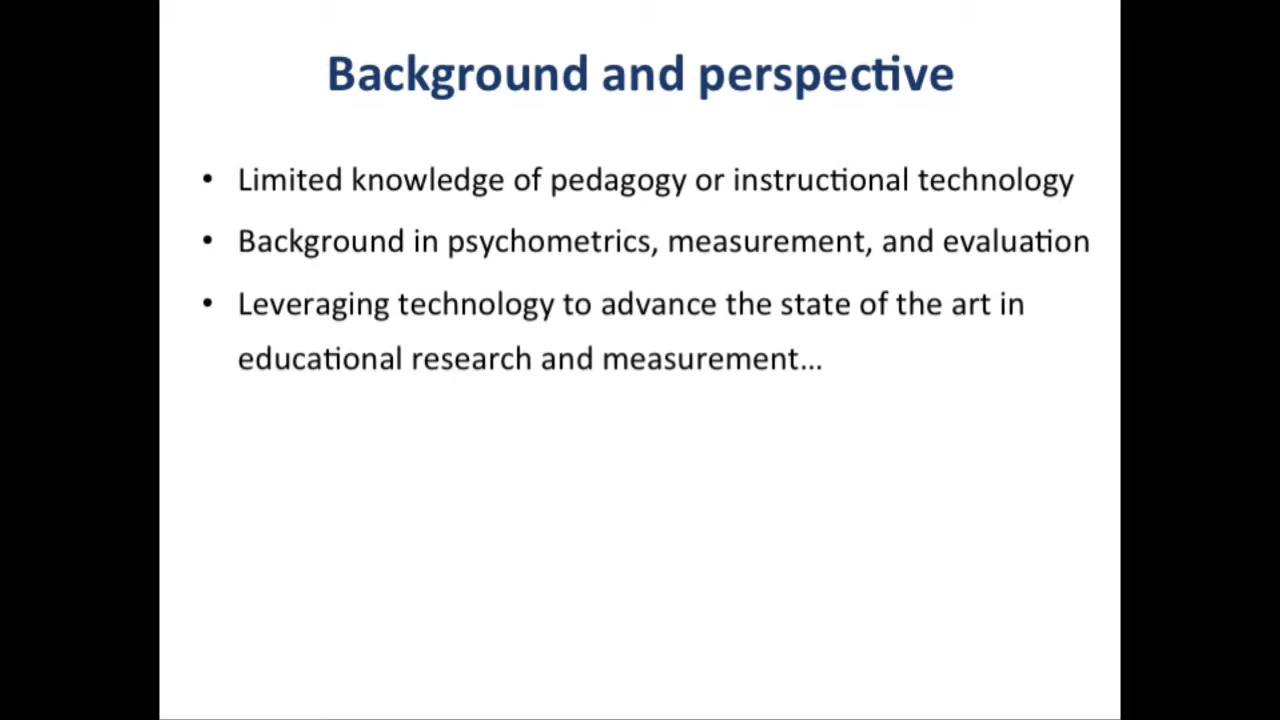 Background and perspective
• Limited knowledge of pedagogy or instructional technology
• Background in psychometrics, measurement, and evaluation
• Leveraging technology to advance the state of the art in
educational research and measurement…